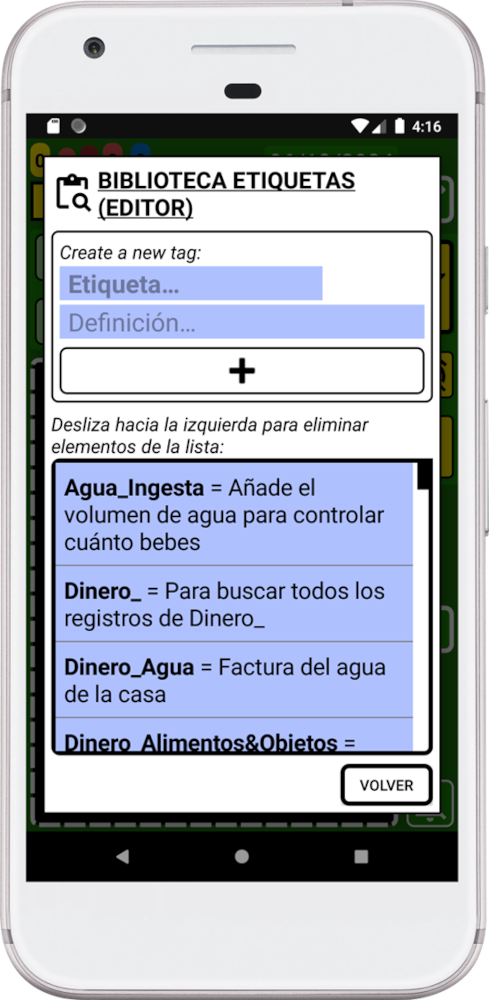 4:16
BIBLIOTECA ETIQUETAS
(EDITOR)
Create a new tag:
Etiqueta...
Definición...
+
Desliza hacia la izquierda para eliminar
elementos de la lista:
Agua_Ingesta = Añade el
volumen de agua para controlar
cuánto bebes
Dinero_ = Para buscar todos los
registros de Dinero_
Dinero_Agua = Factura del agua
de la casa
Dinero_Alimentos&Objetos =
VOLVER